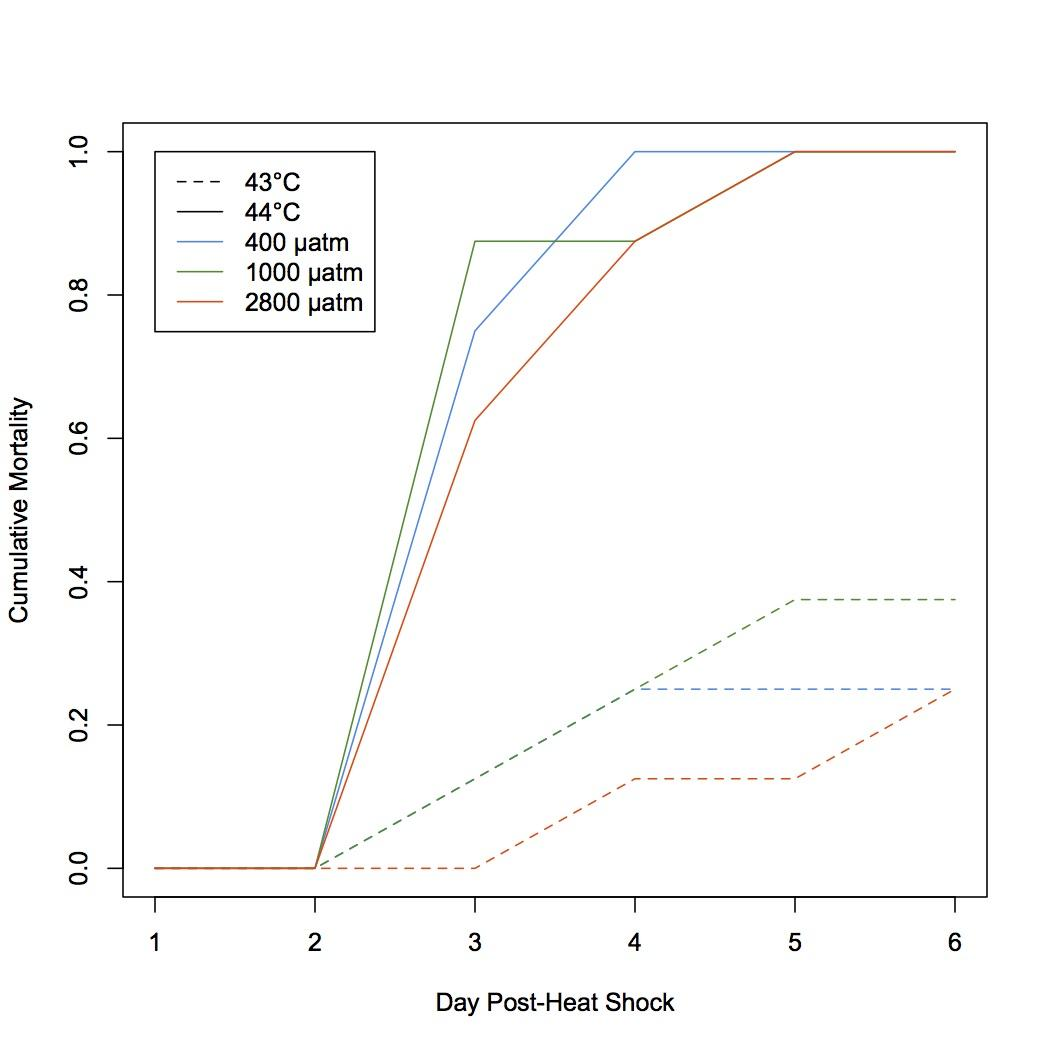 43°C
44°C
400 µatm
1000 µatm
2800 µatm
1.0
0.8
0.6
0.4
0.2
0.0
Cumulative Mortality
1 2 3 4 5 6
Day Post-Heat Shock